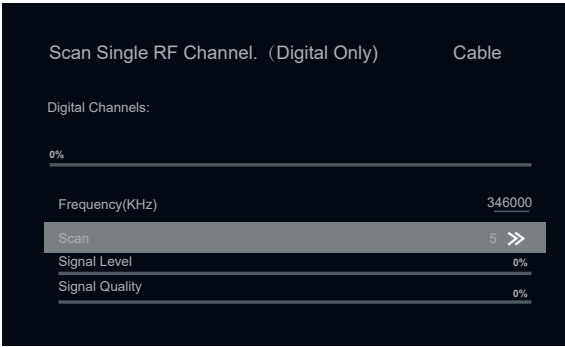 Scan Single RF Channel.（Digital Only) Cable
Digital Channels:
0%
Frequency(KHz) 346000
Scan 5
Signal Level 0%
Signal Quality 0%